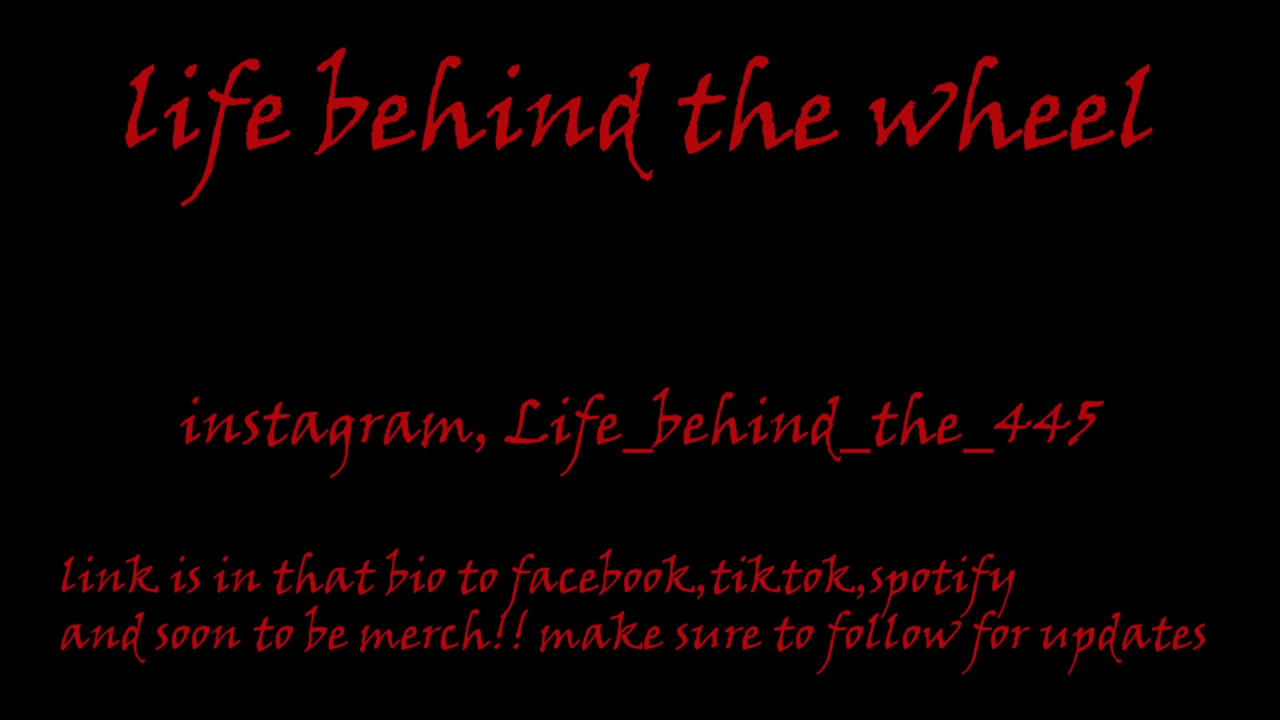 life behind the wheel
instagram, Life_behind_the_445
link is in that bio to facebook,tiktok,spotify
and soon to be merch!! make sure to follow for updates